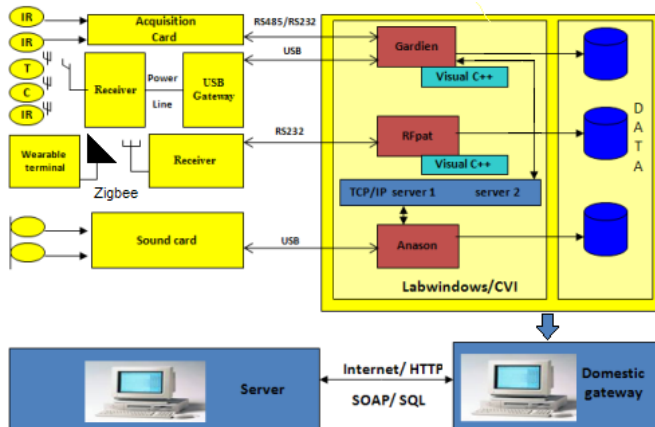 IR
Acquisition
Card
RS485/RS232
IR
Gardien
T
USB
C
Receiver
Power
Line
USB
Gateway
Visual C++
IR
D
A
T
A
Wearable
terminal
Receiver
RS232
RFpat
Visual C++
Zigbee
TCP/IP server 1 server 2
Sound card
USB
Anason
Labwindows/CVI
Server
Internet/ HTTP
SOAP/ SQL
Domestic
gateway